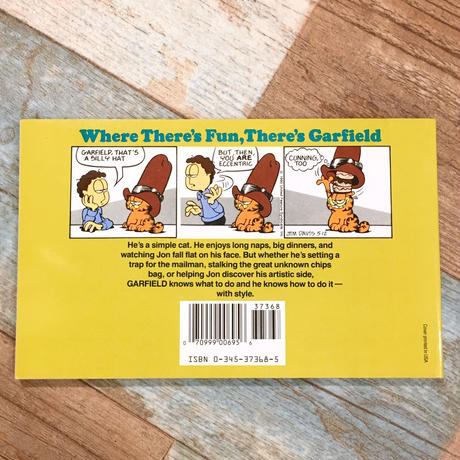 Where There's Fun, There's Garfield
GARFIELD, THAT'S
A SILLY HAT
BUT THEN,
YOU ARE
ECCENTRIC
CUNNING,
TOO
JIM DAVIS 5-12
He's a simple cat. He enjoys long naps, big dinners, and
watching Jon fall flat on his face. But whether he's setting a
trap for the mailman, stalking the great unknown chips
bag, or helping Jon discover his artistic side,
GARFIELD knows what to do and he knows how to do it—
with style.
37368
0 70999 00695 6
ISBN 0-345-37368-5
Cover printed in USA